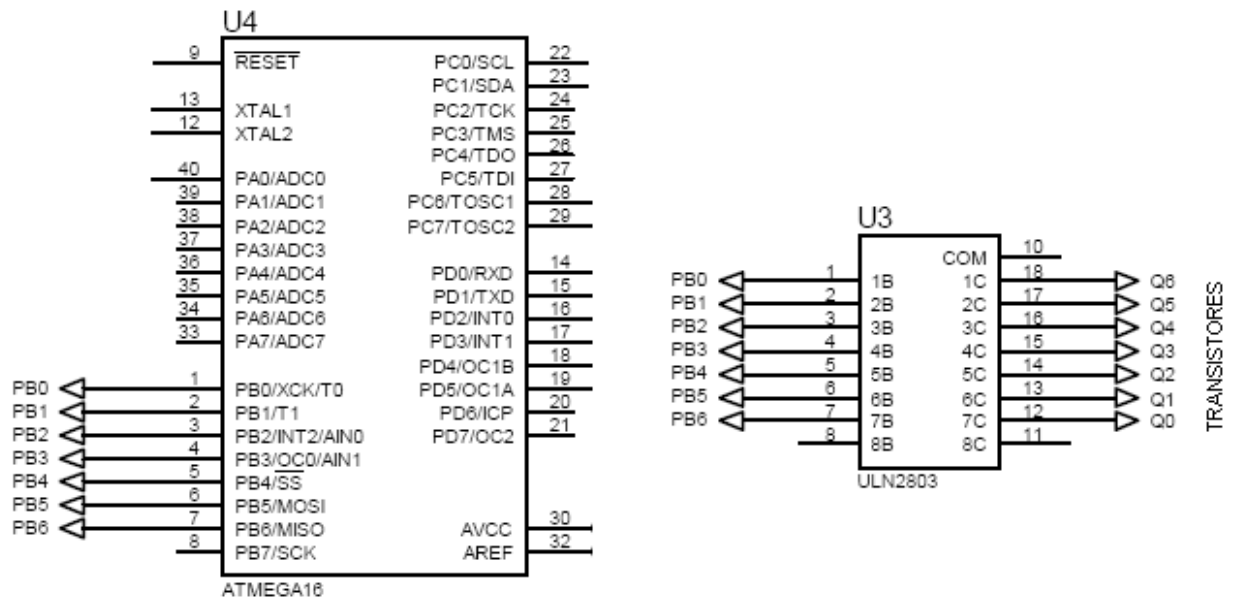 U4
9 RESET PC0/SCL 22
PC1/SDA 23
13 XTAL1 PC2/TCK 24
12 XTAL2 PC3/TMS 25
PC4/TDO 26
40 PA0/ADC0 PC5/TDI 27
39 PA1/ADC1 PC6/TOSC1 28
38 PA2/ADC2 PC7/TOSC2 29
37 PA3/ADC3
36 PA4/ADC4 PD0/RXD 14
35 PA5/ADC5 PD1/TXD 15
34 PA6/ADC6 PD2/INT0 16
33 PA7/ADC7 PD3/INT1 17
PD4/OC1B 18
PB0 1 PB0/XCK/T0 PD5/OC1A 19
PB1 2 PB1/T1 PD6/ICP 20
PB2 3 PB2/INT2/AIN0 PD7/OC2 21
PB3 4 PB3/OC0/AIN1
PB4 5 PB4/SS
PB5 6 PB5/MOSI
PB6 7 PB6/MISO AVCC 30
8 PB7/SCK AREF 32
ATMEGA16
U3
COM 10
PB0 1 1B 1C 18 Q6
PB1 2 2B 2C 17 Q5
PB2 3 3B 3C 16 Q4
PB3 4 4B 4C 15 Q3
PB4 5 5B 5C 14 Q2
PB5 6 6B 6C 13 Q1
PB6 7 7B 7C 12 Q0
8 8B 8C 11
ULN2803
TRANSISTORES